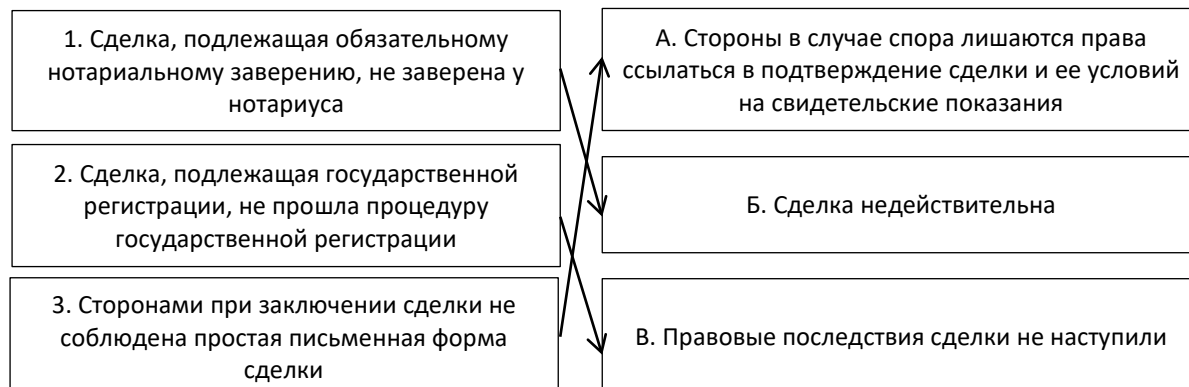 1. Сделка, подлежащая обязательному
нотариальному заверению, не заверена у
нотариуса
А. Стороны в случае спора лишаются права
ссылаться в подтверждение сделки и ее условий
на свидетельские показания
2. Сделка, подлежащая государственной
регистрации, не прошла процедуру
государственной регистрации
Б. Сделка недействительна
3. Сторонами при заключении сделки не
соблюдена простая письменная форма
сделки
В. Правовые последствия сделки не наступили